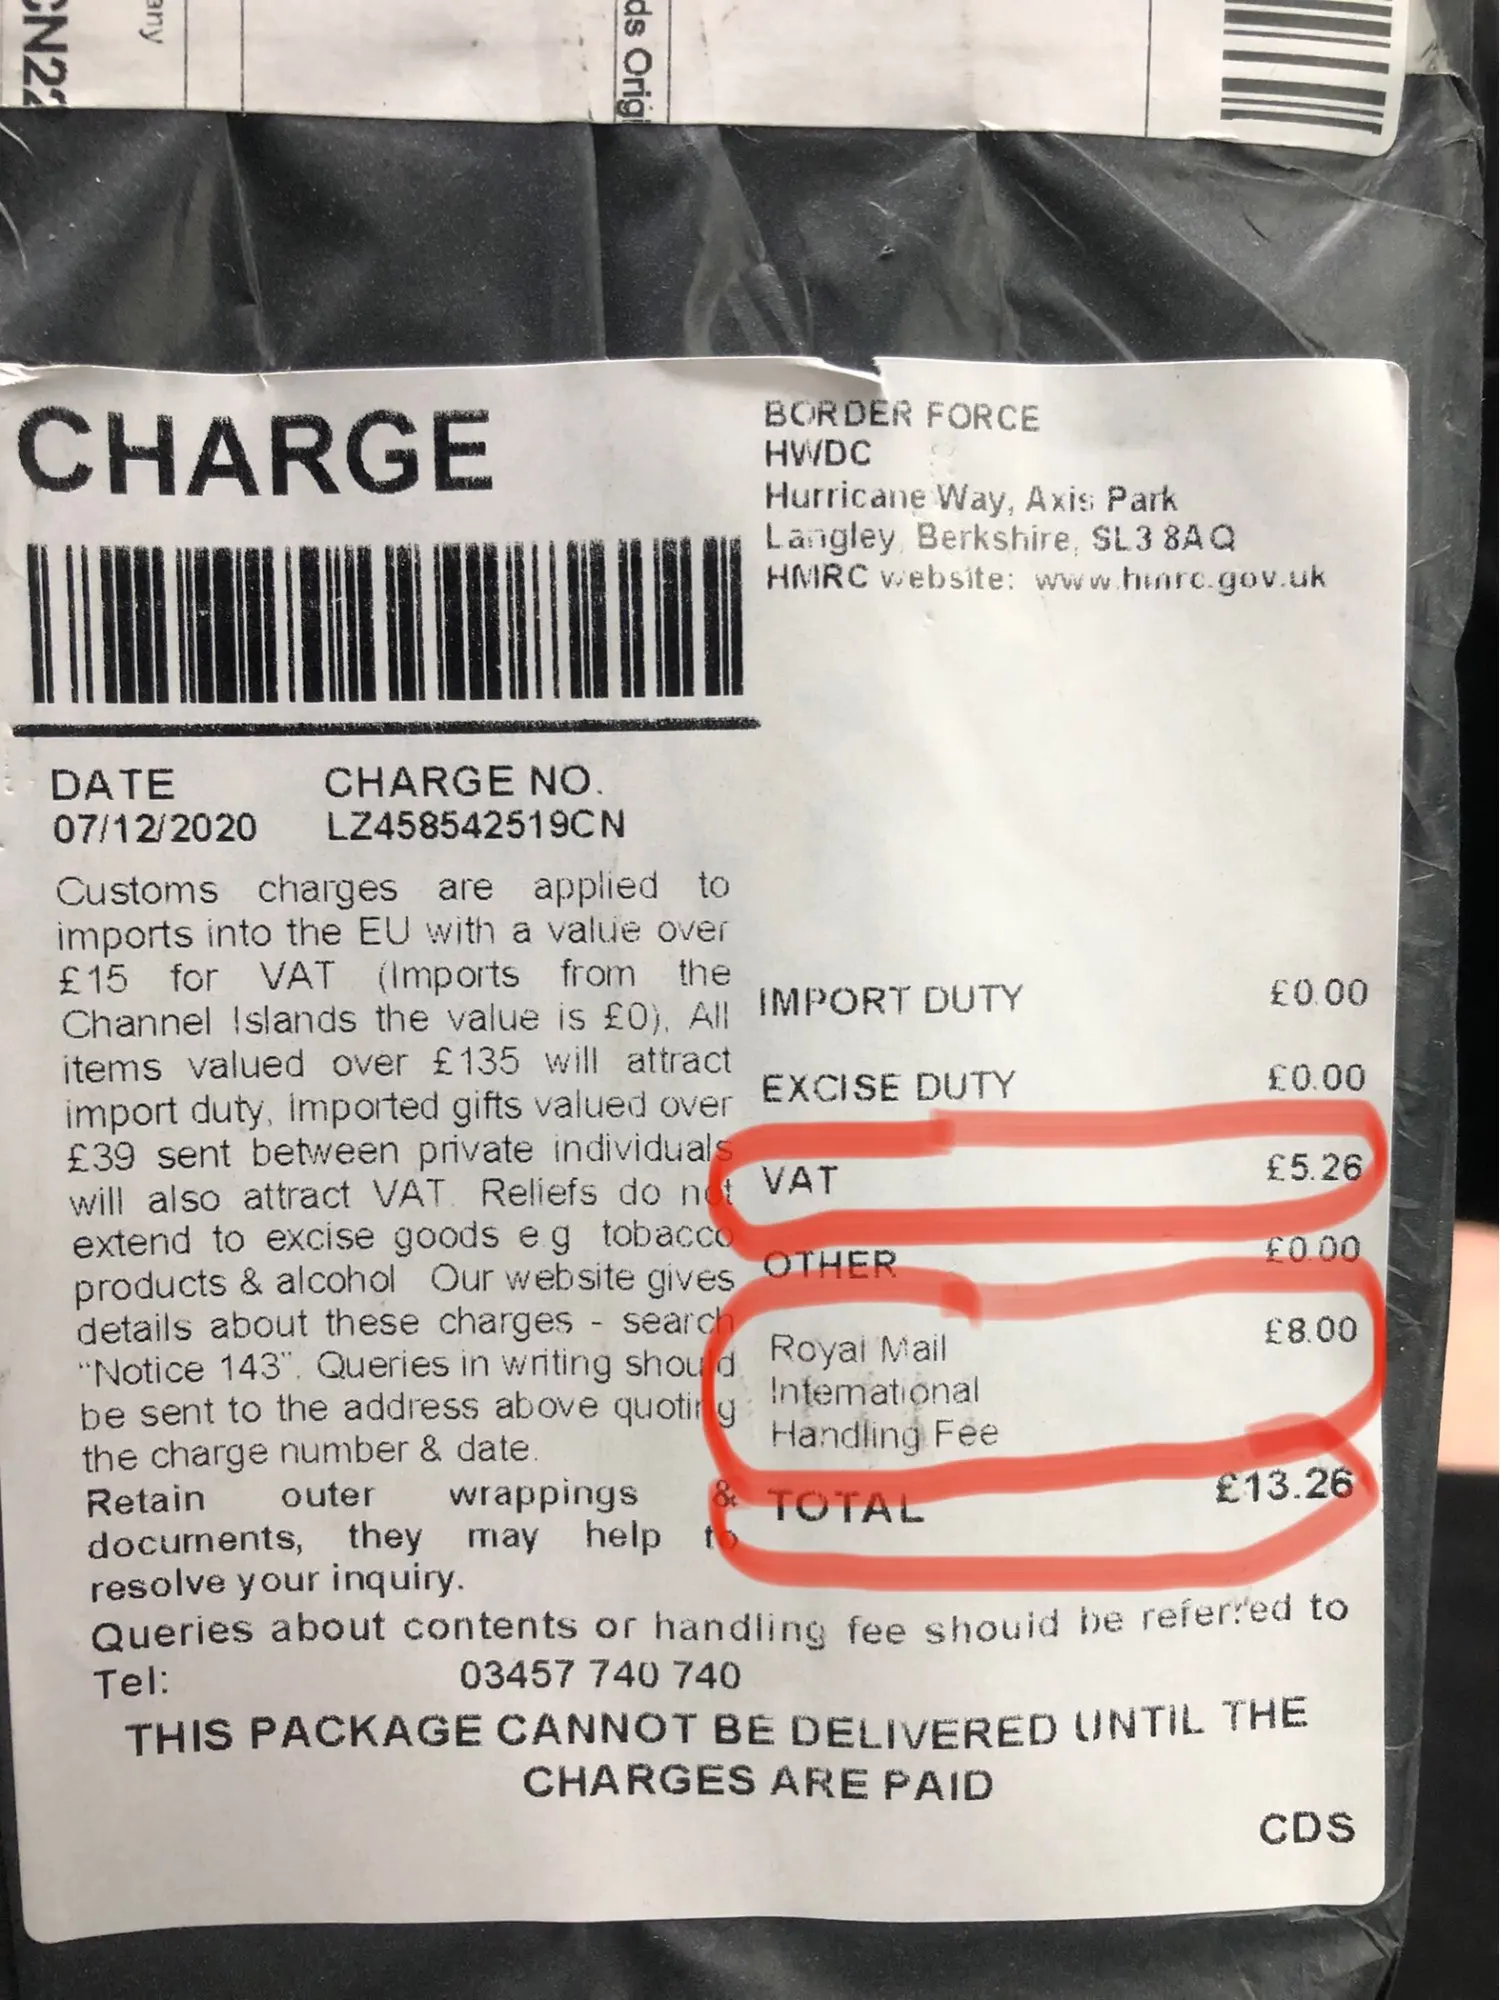 CN22
any
ds Orig
CHARGE
BORDER FORCE
HWDC
Hurricane Way, Axis Park
Langley, Berkshire, SL3 8AQ
HMRC website: www.hmrc.gov.uk
DATE CHARGE NO.
07/12/2020 LZ458542519CN
Customs charges are applied to
imports into the EU with a value over
£15 for VAT (Imports from the
Channel Islands the value is £0). All
items valued over £135 will attract
import duty, Imported gifts valued over
£39 sent between private individuals
will also attract VAT. Reliefs do not
extend to excise goods e.g tobacco
products & alcohol Our website gives
details about these charges - search
“Notice 143”. Queries in writing should
be sent to the address above quoting
the charge number & date.
Retain outer wrappings &
documents, they may help to
resolve your inquiry.
IMPORT DUTY £0.00
EXCISE DUTY £0.00
VAT £5.26
OTHER £0.00
Royal Mail £8.00
International
Handling Fee
TOTAL £13.26
Queries about contents or handling fee should be referred to
Tel: 03457 740 740
THIS PACKAGE CANNOT BE DELIVERED UNTIL THE
CHARGES ARE PAID
CDS